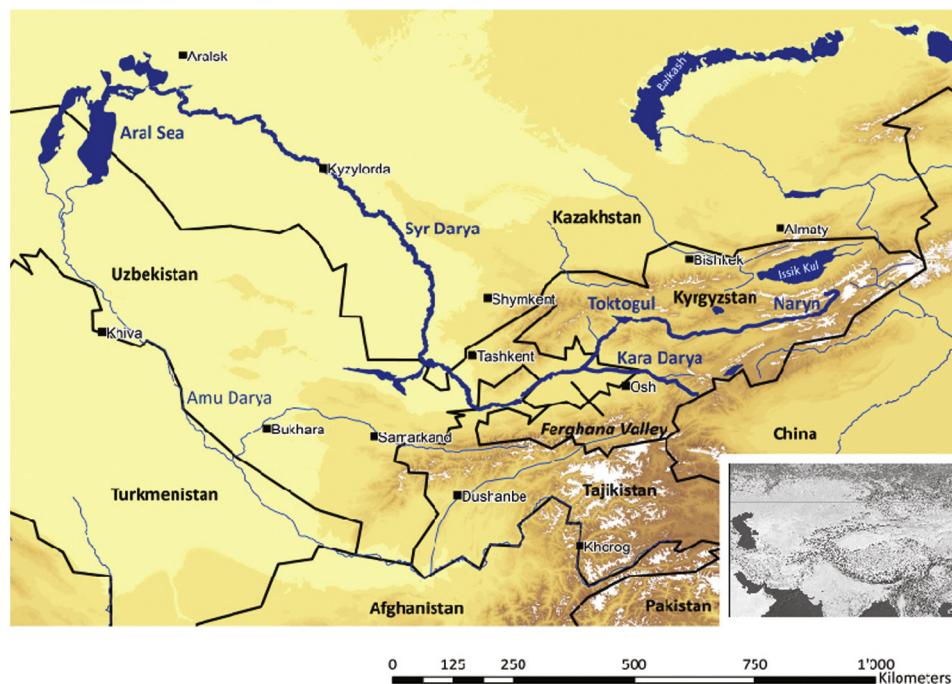 Aralsk
Balkash
Aral Sea
Kyzylorda
Kazakhstan
Syr Darya
Almaty
Bishkek
Issik Kul
Uzbekistan
Shymkent
Toktogul
Kyrgyzstan
Naryn
Khiva
Tashkent
Kara Darya
Osh
Amu Darya
Bukhara
Samarkand
Ferghana Valley
China
Turkmenistan
Dushanbe
Tajikistan
Khorog
Afghanistan
Pakistan
0 125 250 500 750 1'000
Kilometers